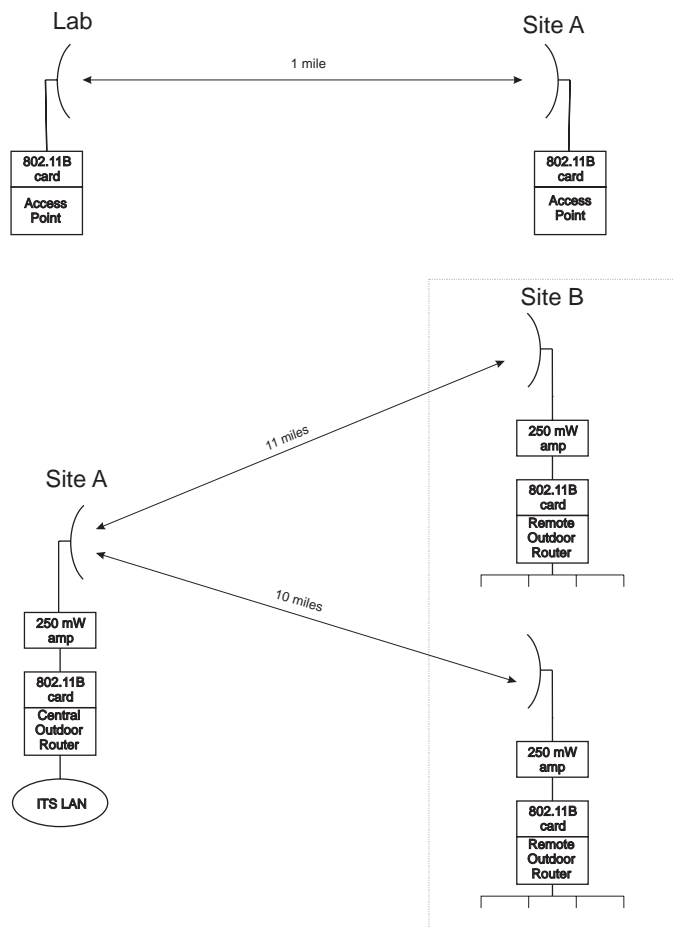 Lab
Site A
1 mile
802.11B
card
Access
Point
802.11B
card
Access
Point
Site B
11 miles
250 mW
amp
802.11B
card
Remote
Outdoor
Router
Site A
10 miles
250 mW
amp
802.11B
card
Central
Outdoor
Router
ITS LAN
250 mW
amp
802.11B
card
Remote
Outdoor
Router